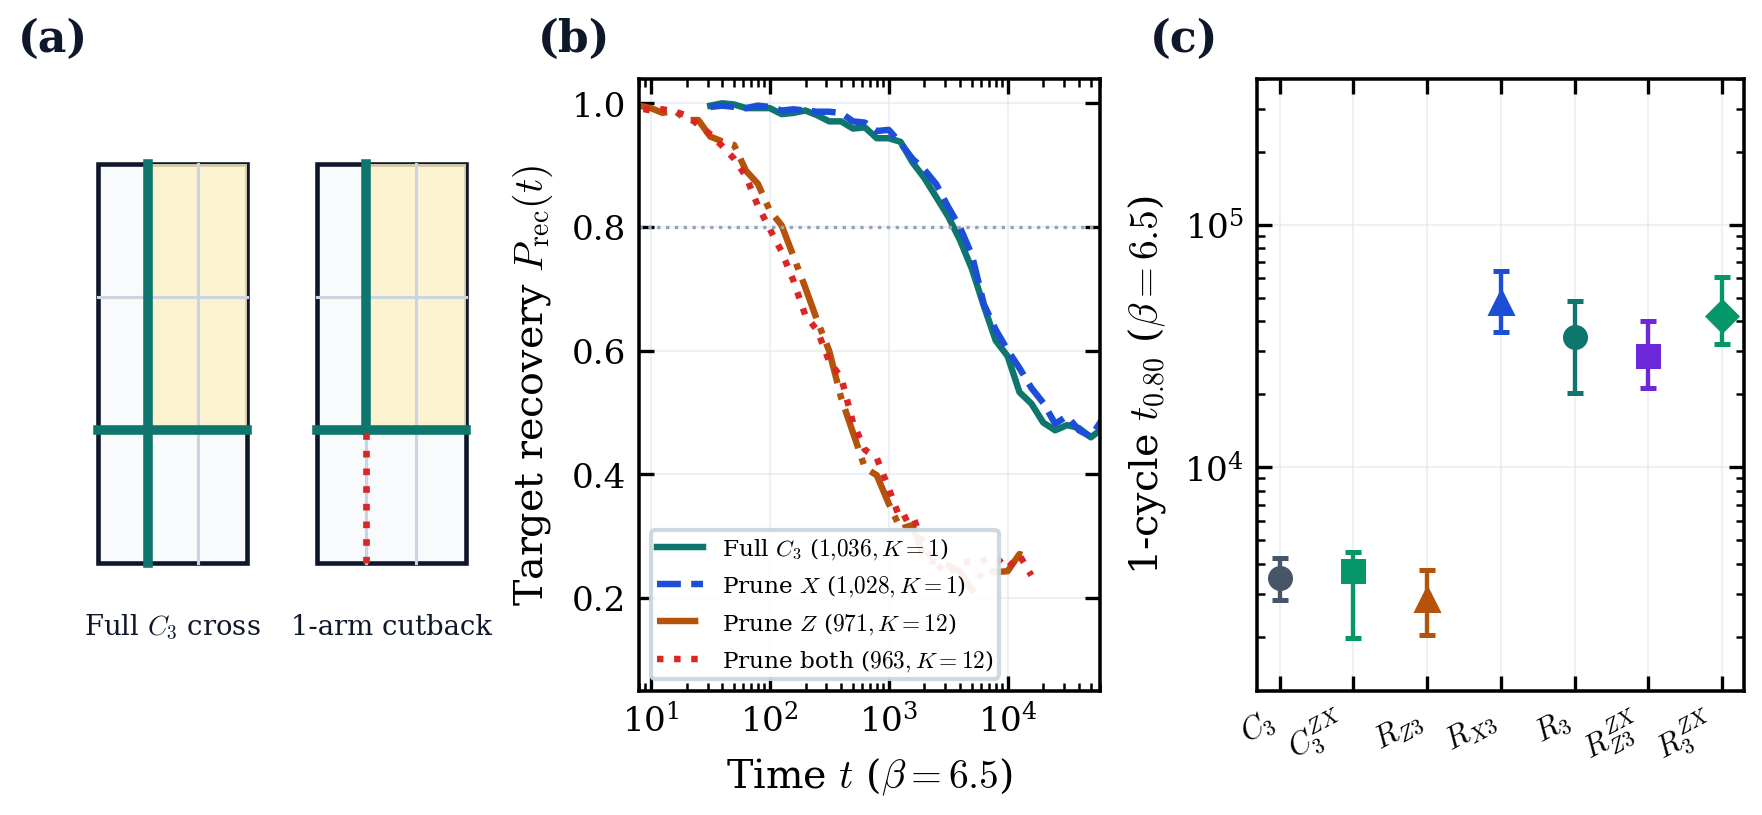 (a)
Full C₃ cross
1-arm cutback
(b)
Target recovery P_rec(t)
1.0
0.8
0.6
0.4
0.2
Full C₃ (1,036, K = 1)
Prune X (1,028, K = 1)
Prune Z (971, K = 12)
Prune both (963, K = 12)
10¹ 10² 10³ 10⁴
Time t (β = 6.5)
(c)
1-cycle t₀.₈₀ (β = 6.5)
10⁵
10⁴
C₃ C₃^ZX R_Z3 R_X3 R₃ R_Z3^ZX R₃^ZX